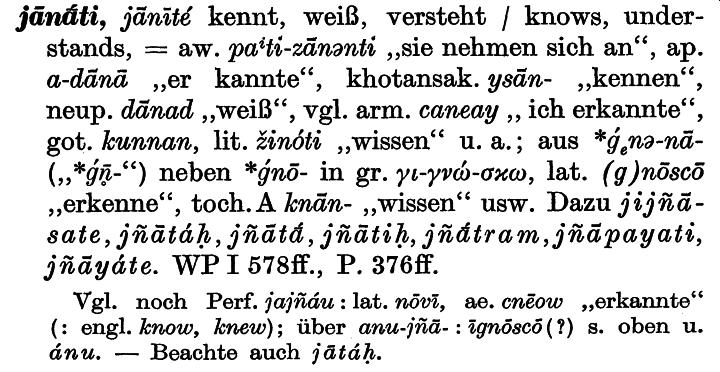 jānā́ti, jānīté kennt, weiß, versteht / knows, under-
stands, = aw. paⁱti-zānənti „sie nehmen sich an“, ap.
a-dānā „er kannte“, khotansak. ysān- „kennen“,
neup. dānad „weiß“, vgl. arm. caneay „ ich erkannte“,
got. kunnan, lit. žinóti „wissen“ u. a.; aus *ǵₑnə-nā-
(„*ǵn̥̄-“) neben *ǵnō- in gr. γι-γνώ-σκω, lat. (g)nōscō
„erkenne“, toch. A knān- „wissen“ usw. Dazu jijñā-
sate, jñātáḥ, jñātā́, jñātiḥ, jñā́tram, jñāpayati,
jñāyáte. WP I 578ff., P. 376ff.
Vgl. noch Perf. jajñáu : lat. nōvī, ae. cnēow „erkannte“
(: engl. know, knew); über anu-jñā- : īgnōscō(?) s. oben u.
ánu. — Beachte auch jātáḥ.